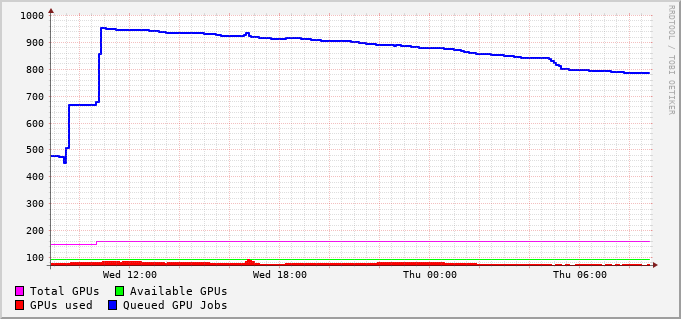 1000
900
800
700
600
500
400
300
200
100
Wed 12:00 Wed 18:00 Thu 00:00 Thu 06:00
Total GPUs Available GPUs
GPUs used Queued GPU Jobs
RRDTOOL / TOBI OETIKER